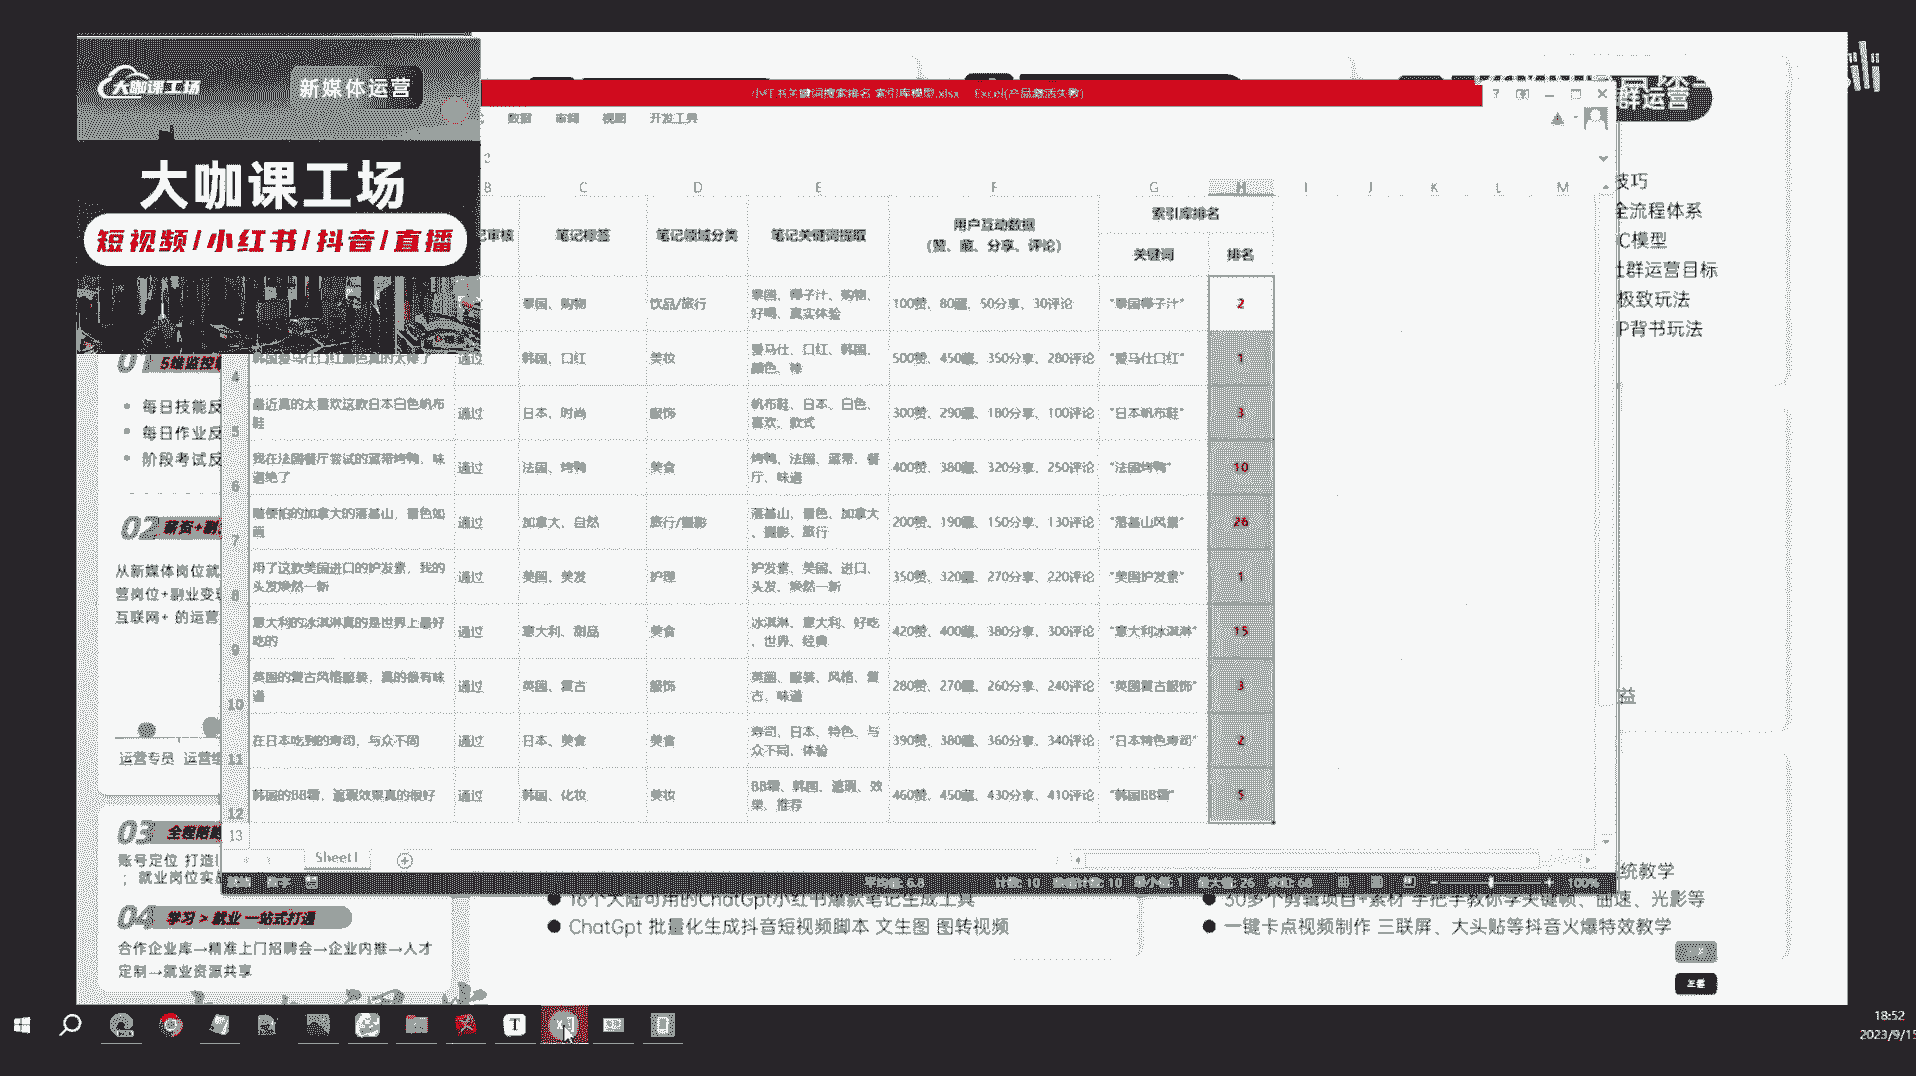 大咖课工场
新媒体运营
大咖课工场
短视频/小红书/抖音/直播
小红书关键词搜索排名 索引库模型.xlsx - Excel(产品激活失败)
数据 审阅 视图 开发工具
群运营
B C D E F G H I J K L M
笔记标签 笔记领域分类 笔记关键词提取 用户互动数据
(赞、藏、分享、评论)
索引库排名
关键词 排名
泰国、购物 饮品/旅行 泰国、椰子汁、购物、好喝、真实体验 100赞、80藏、50分享、30评论 "泰国椰子汁" 2
4 通过 韩国、口红 美妆 爱马仕、口红、韩国、颜色、 500赞、450藏、350分享、280评论 "爱马仕口红" 1
5 最近真的太喜欢这款日本白色帆布鞋 通过 日本、时尚 服饰 帆布鞋、日本、白色、喜欢、款式 300赞、290藏、180分享、100评论 "日本帆布鞋" 3
6 我在法国餐厅尝试的蓝带烤鸭，味道绝了 通过 法国、烤鸭 美食 烤鸭、法国、蓝带、餐厅、味道 400赞、380藏、320分享、250评论 "法国烤鸭" 10
7 随便拍的加拿大的落基山，景色如画 通过 加拿大、自然 旅行/摄影 落基山、景色、加拿大、摄影、旅行 200赞、190藏、150分享、130评论 "落基山风景" 26
8 用了这款美国进口的护发素，我的头发焕然一新 通过 美国、美发 护理 护发素、美国、进口、头发、焕然一新 350赞、320藏、270分享、220评论 "美国护发素" 1
9 意大利的冰淇淋真的是世界上最好吃的 通过 意大利、甜品 美食 冰淇淋、意大利、好吃、世界、经典 420赞、400藏、380分享、300评论 "意大利冰淇淋" 15
10 英国的复古风格服装，真的很有味道 通过 英国、复古 服饰 英国、服装、风格、复古、味道 280赞、270藏、260分享、240评论 "英国复古服饰" 3
11 在日本吃到的寿司，与众不同 通过 日本、美食 美食 寿司、日本、特色、与众不同、体验 390赞、380藏、360分享、340评论 "日本特色寿司" 2
12 韩国的BB霜，遮瑕效果真的很好 通过 韩国、化妆 美妆 BB霜、韩国、遮瑕、效果、推荐 460赞、450藏、430分享、410评论 "韩国BB霜" 5
13
Sheet1
100%
01
每日技能反
每日作业反
阶段考试反
02 薪资+副
从新媒体岗位就
营岗位+副业变
互联网+ 的运营
运营专员 运营
03 全程陪
账号定位 打造
；就业岗位实
04 学习 > 就业 一站式打通
合作企业库→精准上门招聘会→企业内推→人才
定制→就业资源共享
技巧
全流程体系
C模型
社群运营目标
极致玩法
P背书玩法
益
统教学
16个大陆可用的ChatGpt小红书爆款笔记生成工具
ChatGpt 批量化生成抖音短视频脚本 文生图 图转视频
30多个剪辑项目+素材 手把手教你学关键帧、曲速、光影等
一键卡点视频制作 三联屏、大头贴等抖音火爆特效教学
18:52
2023/9/15